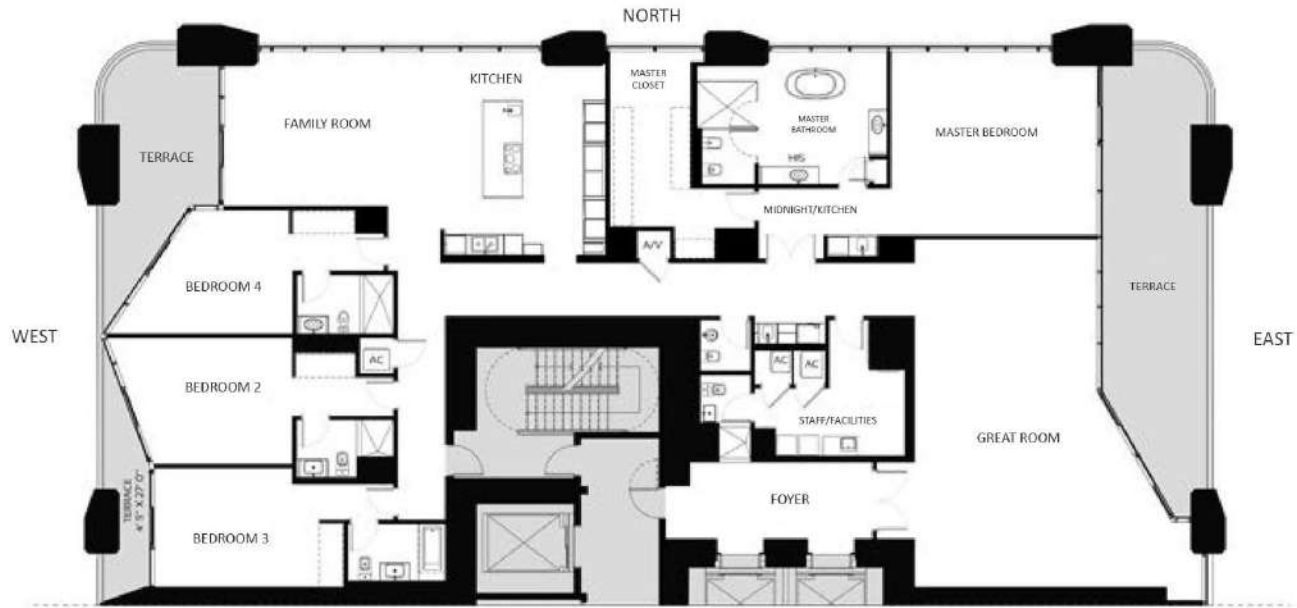 NORTH
KITCHEN
MASTER
CLOSET
FAMILY ROOM
MASTER
BATHROOM
MASTER BEDROOM
TERRACE
HIS
MIDNIGHT/KITCHEN
A/V
BEDROOM 4
TERRACE
WEST
EAST
AC
BEDROOM 2
AC
AC
STAFF/FACILITIES
GREAT ROOM
TERRACE
4' 5" X 27' 0"
FOYER
BEDROOM 3